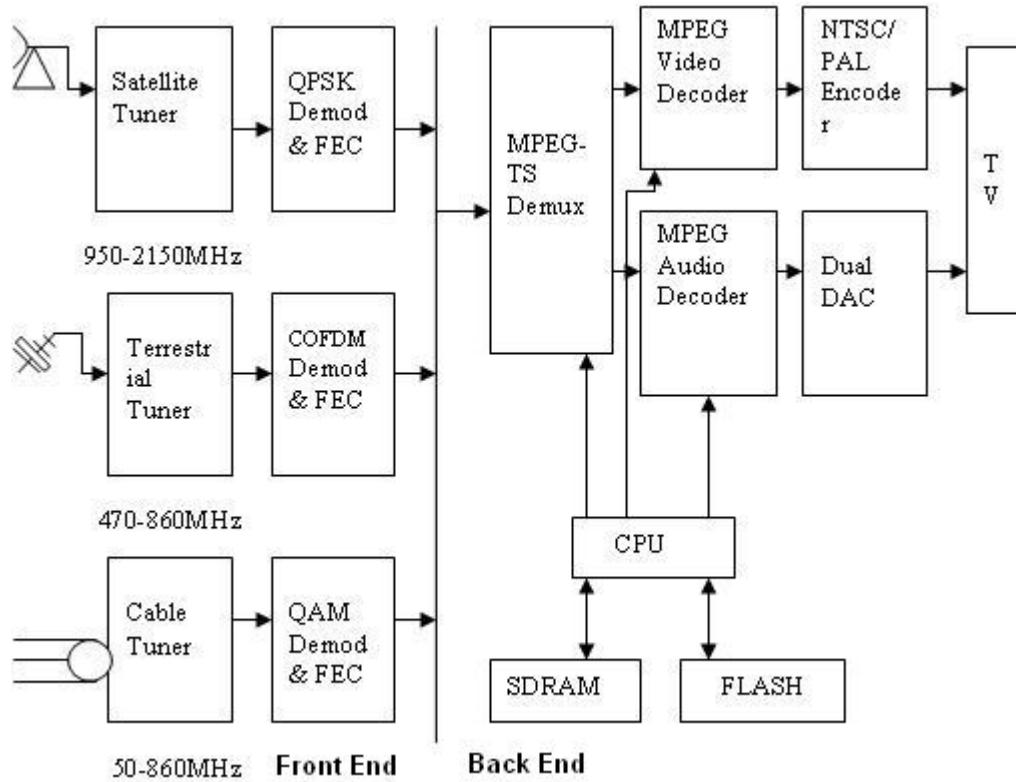 Satellite
Tuner
QPSK
Demod
& FEC
950-2150MHz
Terrestr
ial
Tuner
COFDM
Demod
& FEC
470-860MHz
Cable
Tuner
QAM
Demod
& FEC
50-860MHz
Front End
Back End
MPEG-
TS
Demux
MPEG
Video
Decoder
NTSC/
PAL
Encode
r
MPEG
Audio
Decoder
Dual
DAC
T
V
CPU
SDRAM
FLASH